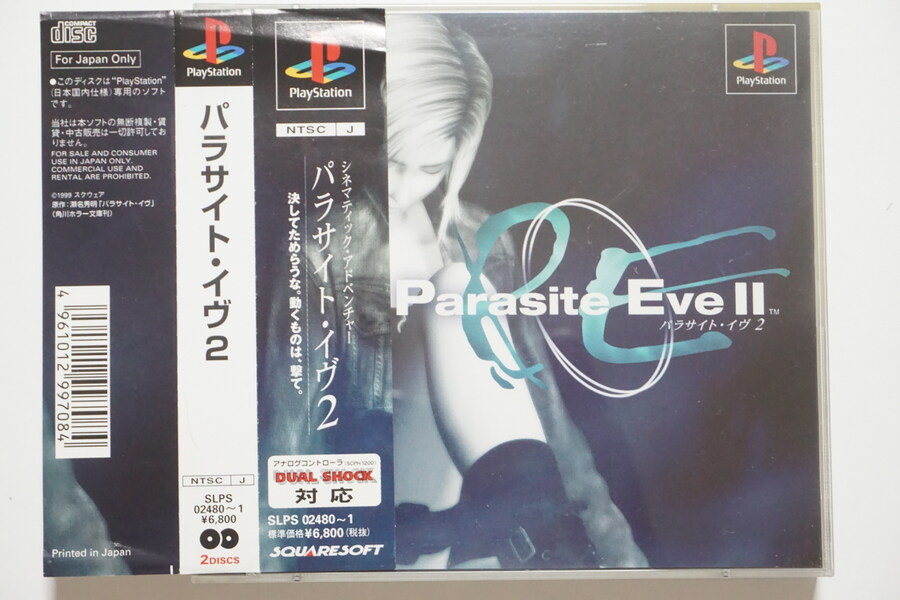 COMPACT
disc
For Japan Only
●このディスクは"PlayStation"
(日本国内仕様)専用のソフト
です。
当社は本ソフトの無断複製・賃
貸・中古販売は一切許可してお
りません。
FOR SALE AND CONSUMER
USE IN JAPAN ONLY.
COMMERCIAL USE AND
RENTAL ARE PROHIBITED.
©1999 スクウェア
原作:瀬名秀明「パラサイト・イヴ」
(角川ホラー文庫刊)
4961012997084
Printed in Japan
PlayStation
パラサイト・イヴ2
NTSC J
SLPS
02480~1
¥6,800
2DISCS
PlayStation
NTSC J
シネマティック・アドベンチャー
パラサイト・イヴ2
決してためらうな。動くものは、撃て。
アナログコントローラ(SCPH-1200)
DUAL SHOCK
対応
SLPS 02480~1
標準価格¥6,800(税抜)
SQUARESOFT
PlayStation
PE
Parasite Eve II™
パラサイト・イヴ 2